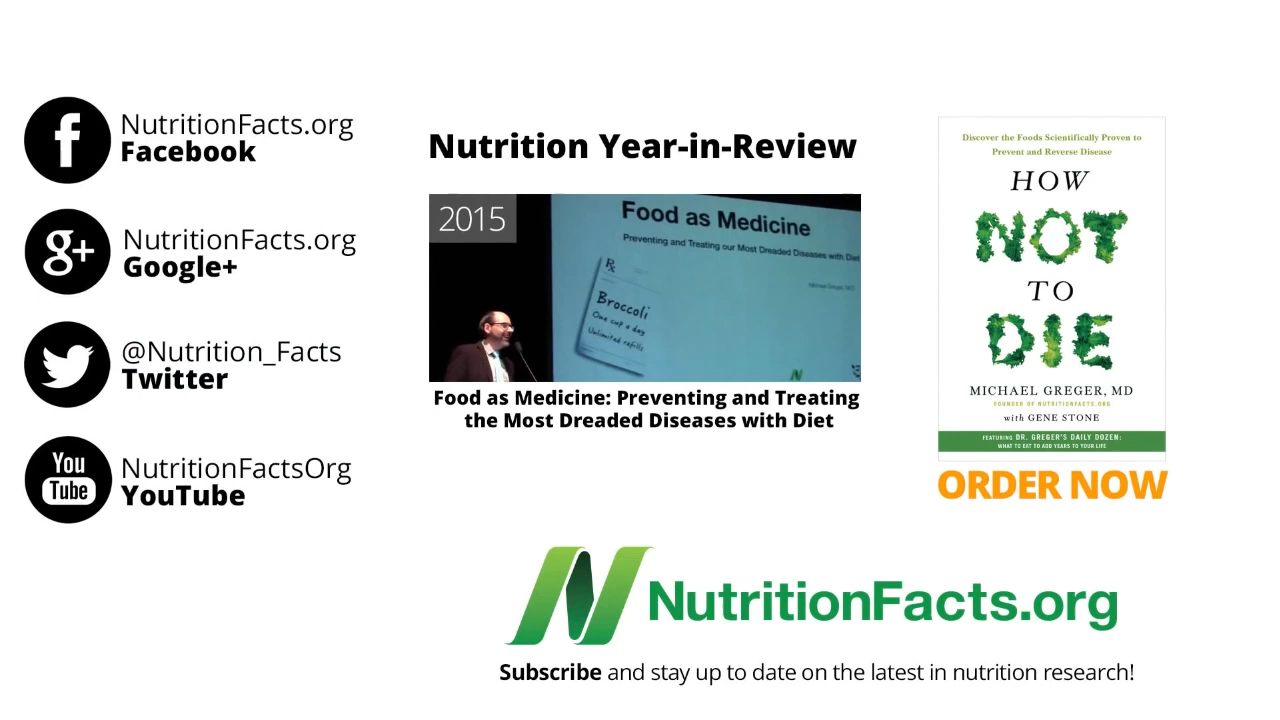 f
NutritionFacts.org
Facebook
g+
NutritionFacts.org
Google+
@Nutrition_Facts
Twitter
You
Tube
NutritionFactsOrg
YouTube
Nutrition Year-in-Review
2015
Food as Medicine
Preventing and Treating our Most Dreaded Diseases with Diet
Rx
Broccoli
One cup a day
Unlimited refills
Food as Medicine: Preventing and Treating
the Most Dreaded Diseases with Diet
Discover the Foods Scientifically Proven to
Prevent and Reverse Disease
HOW
NOT
TO
DIE
MICHAEL GREGER, MD
FOUNDER OF NUTRITIONFACTS.ORG
with GENE STONE
FEATURING DR. GREGER'S DAILY DOZEN:
WHAT TO EAT TO ADD YEARS TO YOUR LIFE
ORDER NOW
NutritionFacts.org
Subscribe and stay up to date on the latest in nutrition research!